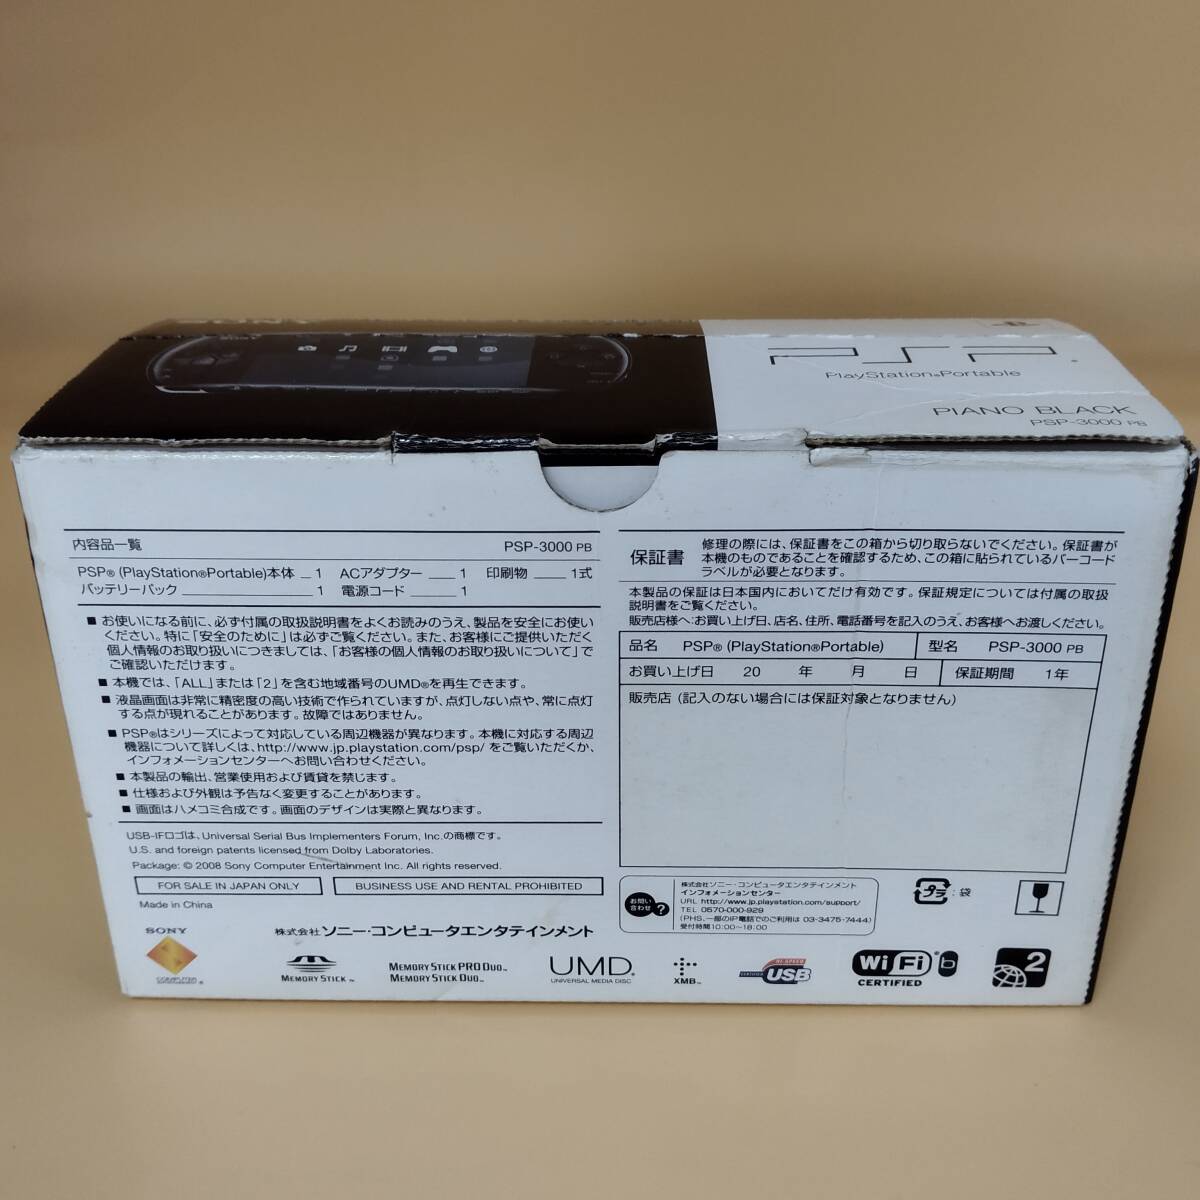 SONY
SONY
PSP
PlayStation®Portable
PIANO BLACK
PSP-3000 PB
内容品一覧 PSP-3000 PB
PSP® (PlayStation®Portable)本体 1 ACアダプター 1 印刷物 1式
バッテリーパック 1 電源コード 1
■ お使いになる前に、必ず付属の取扱説明書をよくお読みのうえ、製品を安全にお使い
ください。特に「安全のために」は必ずご覧ください。また、お客様にご提供いただく
個人情報のお取り扱いにつきましては、「お客様の個人情報のお取り扱いについて」で
ご確認いただけます。
■ 本機では、「ALL」または「2」を含む地域番号のUMD®を再生できます。
■ 液晶画面は非常に精密度の高い技術で作られていますが、点灯しない点や、常に点灯
する点が現れることがあります。故障ではありません。
■ PSP®はシリーズによって対応している周辺機器が異なります。本機に対応する周辺
機器について詳しくは、http://www.jp.playstation.com/psp/ をご覧いただくか、
インフォメーションセンターへお問い合わせください。
■ 本製品の輸出、営業使用および賃貸を禁じます。
■ 仕様および外観は予告なく変更することがあります。
■ 画面はハメコミ合成です。画面のデザインは実際と異なります。
USB-IFロゴは、Universal Serial Bus Implementers Forum, Inc.の商標です。
U.S. and foreign patents licensed from Dolby Laboratories.
Package: © 2008 Sony Computer Entertainment Inc. All rights reserved.
FOR SALE IN JAPAN ONLY
BUSINESS USE AND RENTAL PROHIBITED
Made in China
SONY
COMPUTER
株式会社 ソニー・コンピュータエンタテインメント
MEMORY STICK™
MEMORY STICK PRO DUO™
MEMORY STICK DUO™
UMD®
UNIVERSAL MEDIA DISC
XMB™
保証書
修理の際には、保証書をこの箱から切り取らないでください。保証書が
本機のものであることを確認するため、この箱に貼られているバーコード
ラベルが必要となります。
本製品の保証は日本国内においてだけ有効です。保証規定については付属の取扱
説明書をご覧ください。
販売店様へ:お買い上げ日、店名、住所、電話番号を記入のうえ、お客様へお渡しください。
品名 PSP® (PlayStation®Portable) 型名 PSP-3000 PB
お買い上げ日 20 年 月 日 保証期間 1年
販売店 (記入のない場合には保証対象となりません)
お問い
合わせ ?
株式会社ソニー・コンピュータエンタテインメント
インフォメーションセンター
URL http://www.jp.playstation.com/support/
TEL 0570-000-929
(PHS、一部のIP電話でのご利用は 03-3475-7444)
受付時間10:00~18:00
プラ :袋
HI-SPEED
CERTIFIED USB
Wi Fi b
CERTIFIED
2